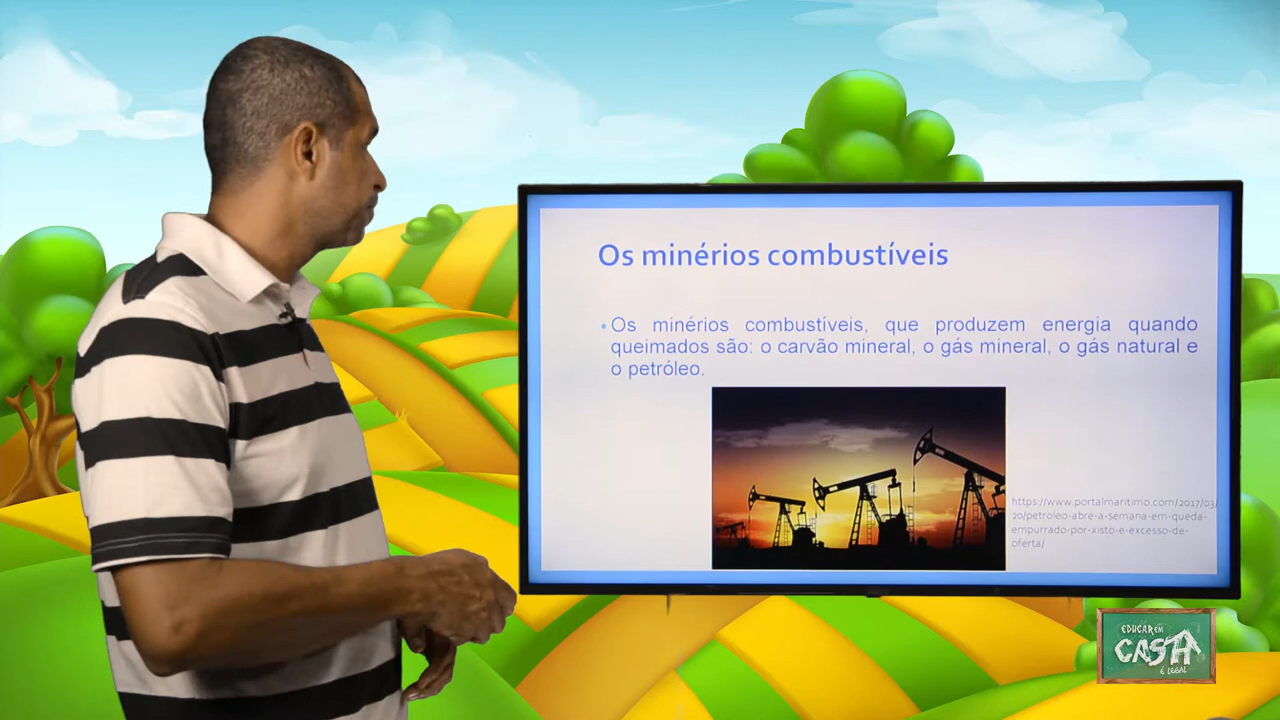 Os minérios combustíveis
• Os minérios combustíveis, que produzem energia quando
queimados são: o carvão mineral, o gás mineral, o gás natural e
o petróleo.
https://www.portalmaritimo.com/2017/03/
20/petroleo-abre-a-semana-em-queda-
empurrado-por-xisto-e-excesso-de-
oferta/
EDUCAR EM
CASA
É LEGAL